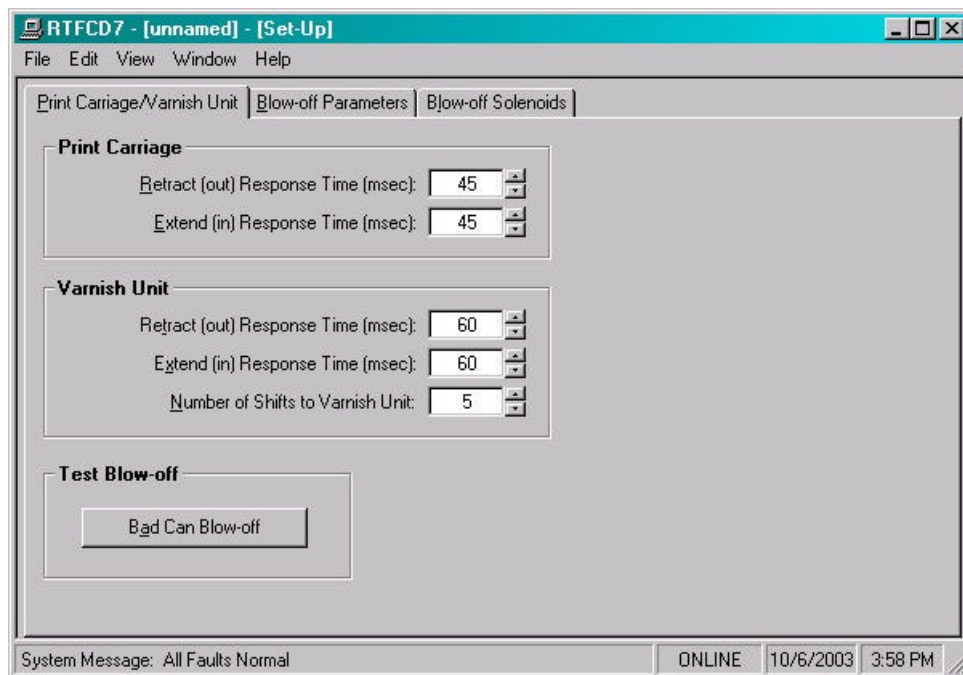 RTFCD7 - [unnamed] - [Set-Up]
File Edit View Window Help
Print Carriage/Varnish Unit Blow-off Parameters Blow-off Solenoids
Print Carriage
Retract (out) Response Time (msec): 45
Extend (in) Response Time (msec): 45
Varnish Unit
Retract (out) Response Time (msec): 60
Extend (in) Response Time (msec): 60
Number of Shifts to Varnish Unit: 5
Test Blow-off
Bad Can Blow-off
System Message: All Faults Normal ONLINE 10/6/2003 3:58 PM